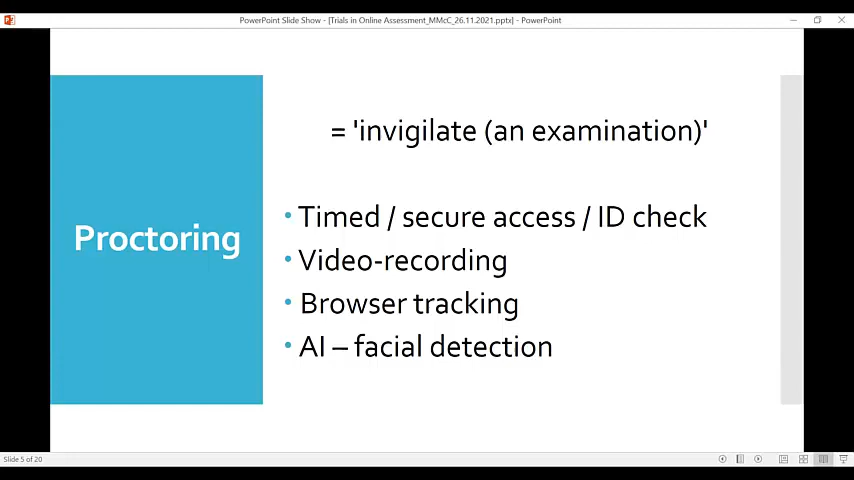 PowerPoint Slide Show - [Trials in Online Assessment_MMcC_26.11.2021.pptx] - PowerPoint
= 'invigilate (an examination)'
Proctoring
• Timed / secure access / ID check
• Video-recording
• Browser tracking
• AI – facial detection
Slide 5 of 20